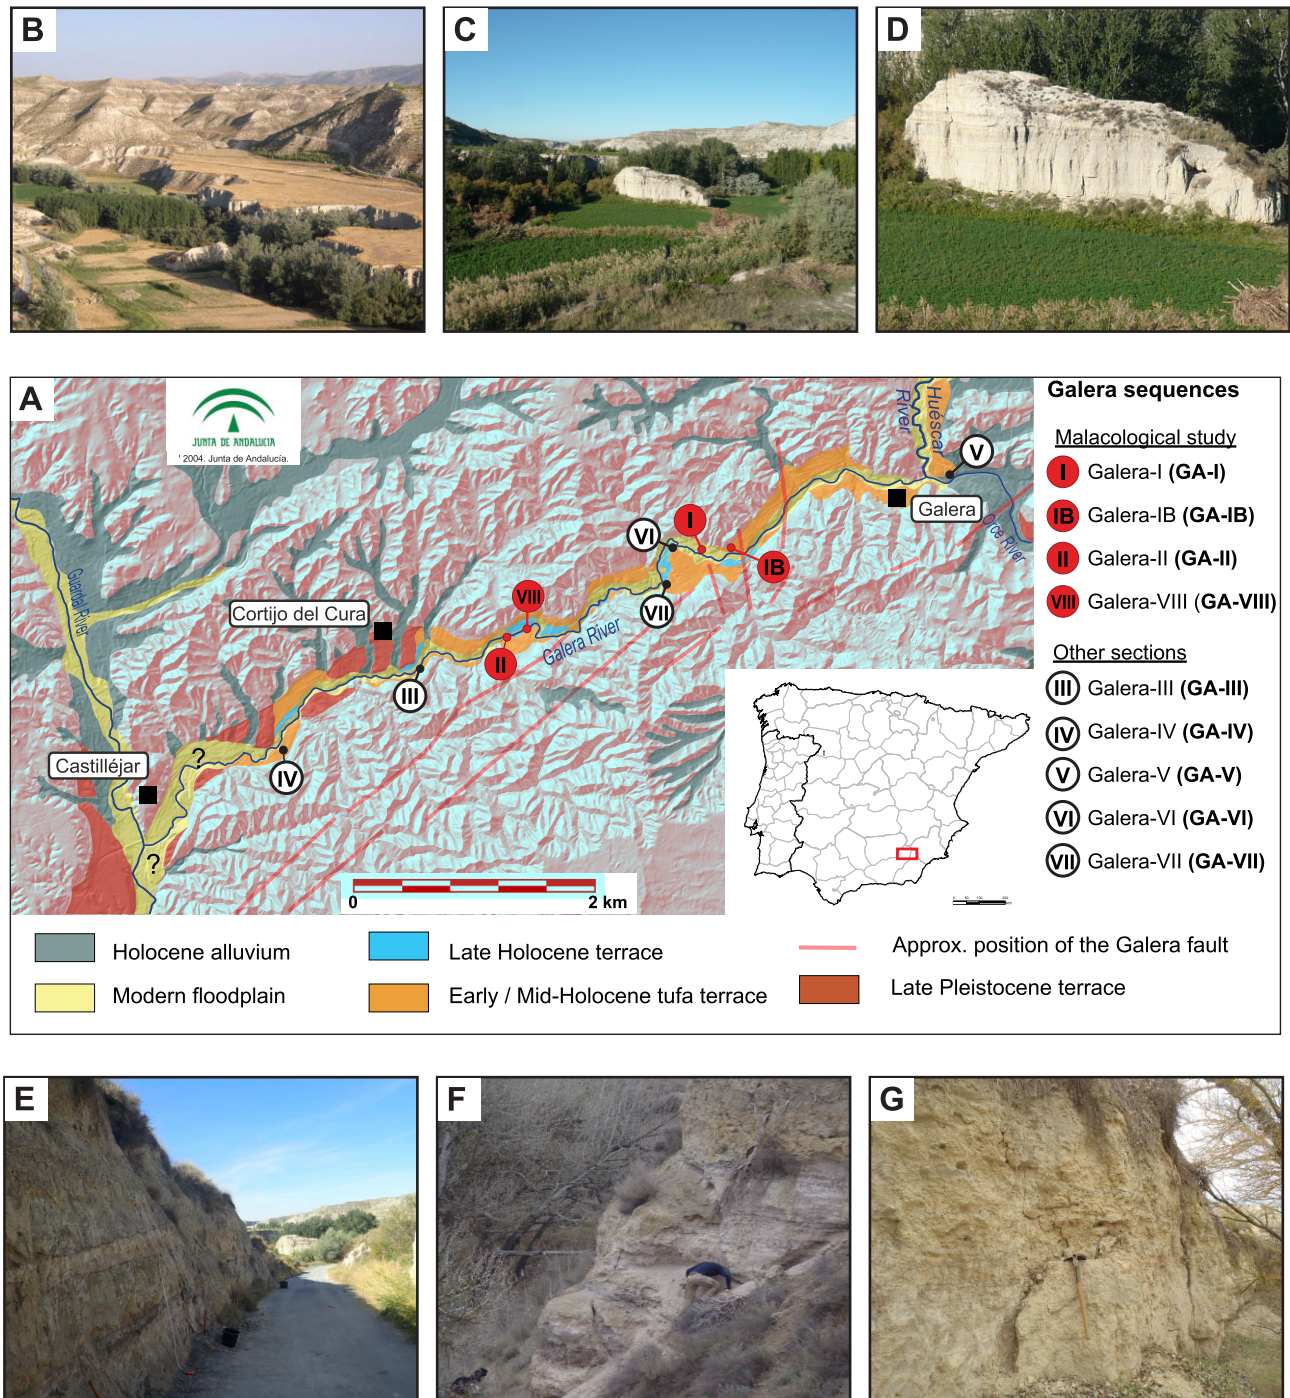 B
C
D
A
JUNTA DE ANDALUCIA
' 2004. Junta de Andalucía.
Huéscar
River
V
Galera
Orce River
I
VI
IB
VII
VIII
II
Galera River
Guardal River
Cortijo del Cura
III
IV
Castilléjar
?
?
0
2 km
Galera sequences
Malacological study
I Galera-I (GA-I)
IB Galera-IB (GA-IB)
II Galera-II (GA-II)
VIII Galera-VIII (GA-VIII)
Other sections
III Galera-III (GA-III)
IV Galera-IV (GA-IV)
V Galera-V (GA-V)
VI Galera-VI (GA-VI)
VII Galera-VII (GA-VII)
Holocene alluvium
Late Holocene terrace
Approx. position of the Galera fault
Modern floodplain
Early / Mid-Holocene tufa terrace
Late Pleistocene terrace
E
F
G